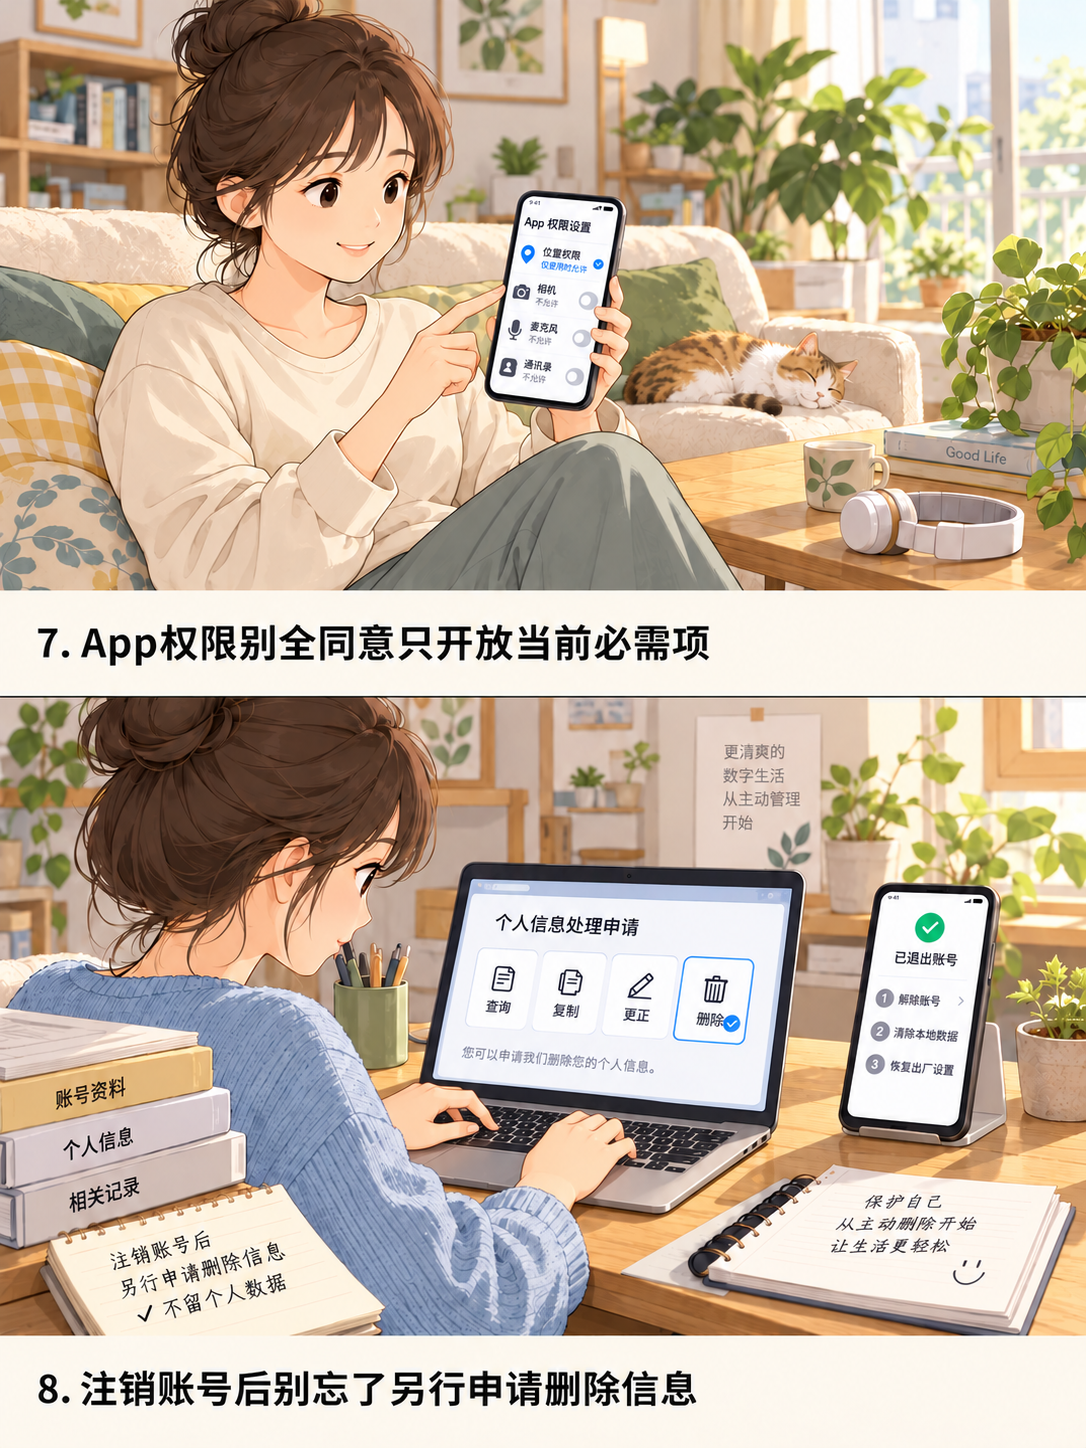 9:41
App 权限设置
位置权限
仅使用时允许
相机
不允许
麦克风
不允许
通讯录
不允许
Good Life
7. App权限别全同意只开放当前必需项
更清爽的
数字生活
从主动管理
开始
个人信息处理申请
查询
复制
更正
删除
您可以申请我们删除您的个人信息。
9:41
已退出账号
1 解除账号
2 清除本地数据
3 恢复出厂设置
账号资料
个人信息
相关记录
注销账号后
另行申请删除信息
✓ 不留个人数据
保护自己
从主动删除开始
让生活更轻松
8. 注销账号后别忘了另行申请删除信息